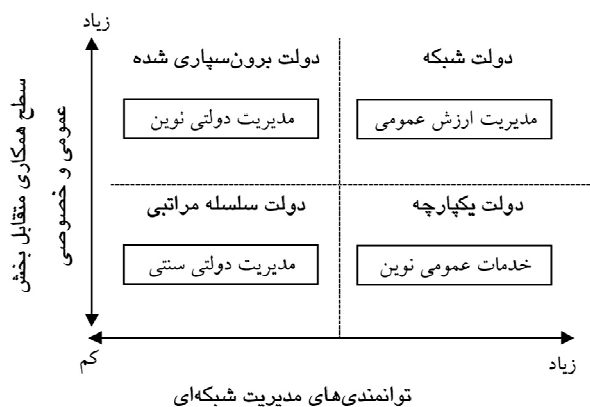 زیاد
دولت شبکه
دولت برون‌سپاری شده
مدیریت ارزش عمومی
مدیریت دولتی نوین
سطح همکاری متقابل بخش
عمومی و خصوصی
دولت یکپارچه
دولت سلسله مراتبی
خدمات عمومی نوین
مدیریت دولتی سنتی
کم
زیاد
توانمندی‌های مدیریت شبکه‌ای